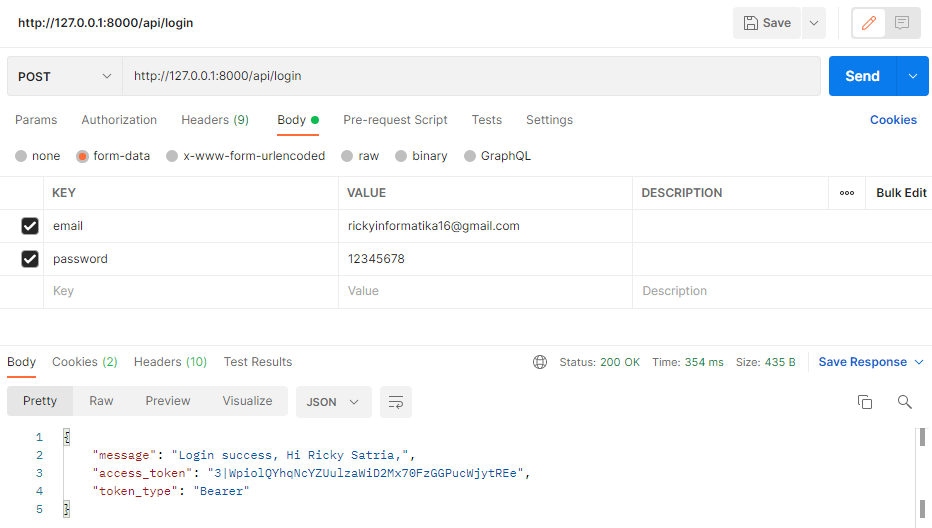 http://127.0.0.1:8000/api/login
Save
POST http://127.0.0.1:8000/api/login Send
Params Authorization Headers (9) Body Pre-request Script Tests Settings Cookies
none form-data x-www-form-urlencoded raw binary GraphQL
KEY VALUE DESCRIPTION ooo Bulk Edit
email rickyinformatika16@gmail.com
password 12345678
Key Value Description
Body Cookies (2) Headers (10) Test Results Status: 200 OK Time: 354 ms Size: 435 B Save Response
Pretty Raw Preview Visualize JSON
1 {
2 "message": "Login success, Hi Ricky Satria,",
3 "access_token": "3|WpiolQYhqNcYZUulzaWiD2Mx70FzGGPucWjytREe",
4 "token_type": "Bearer"
5 }